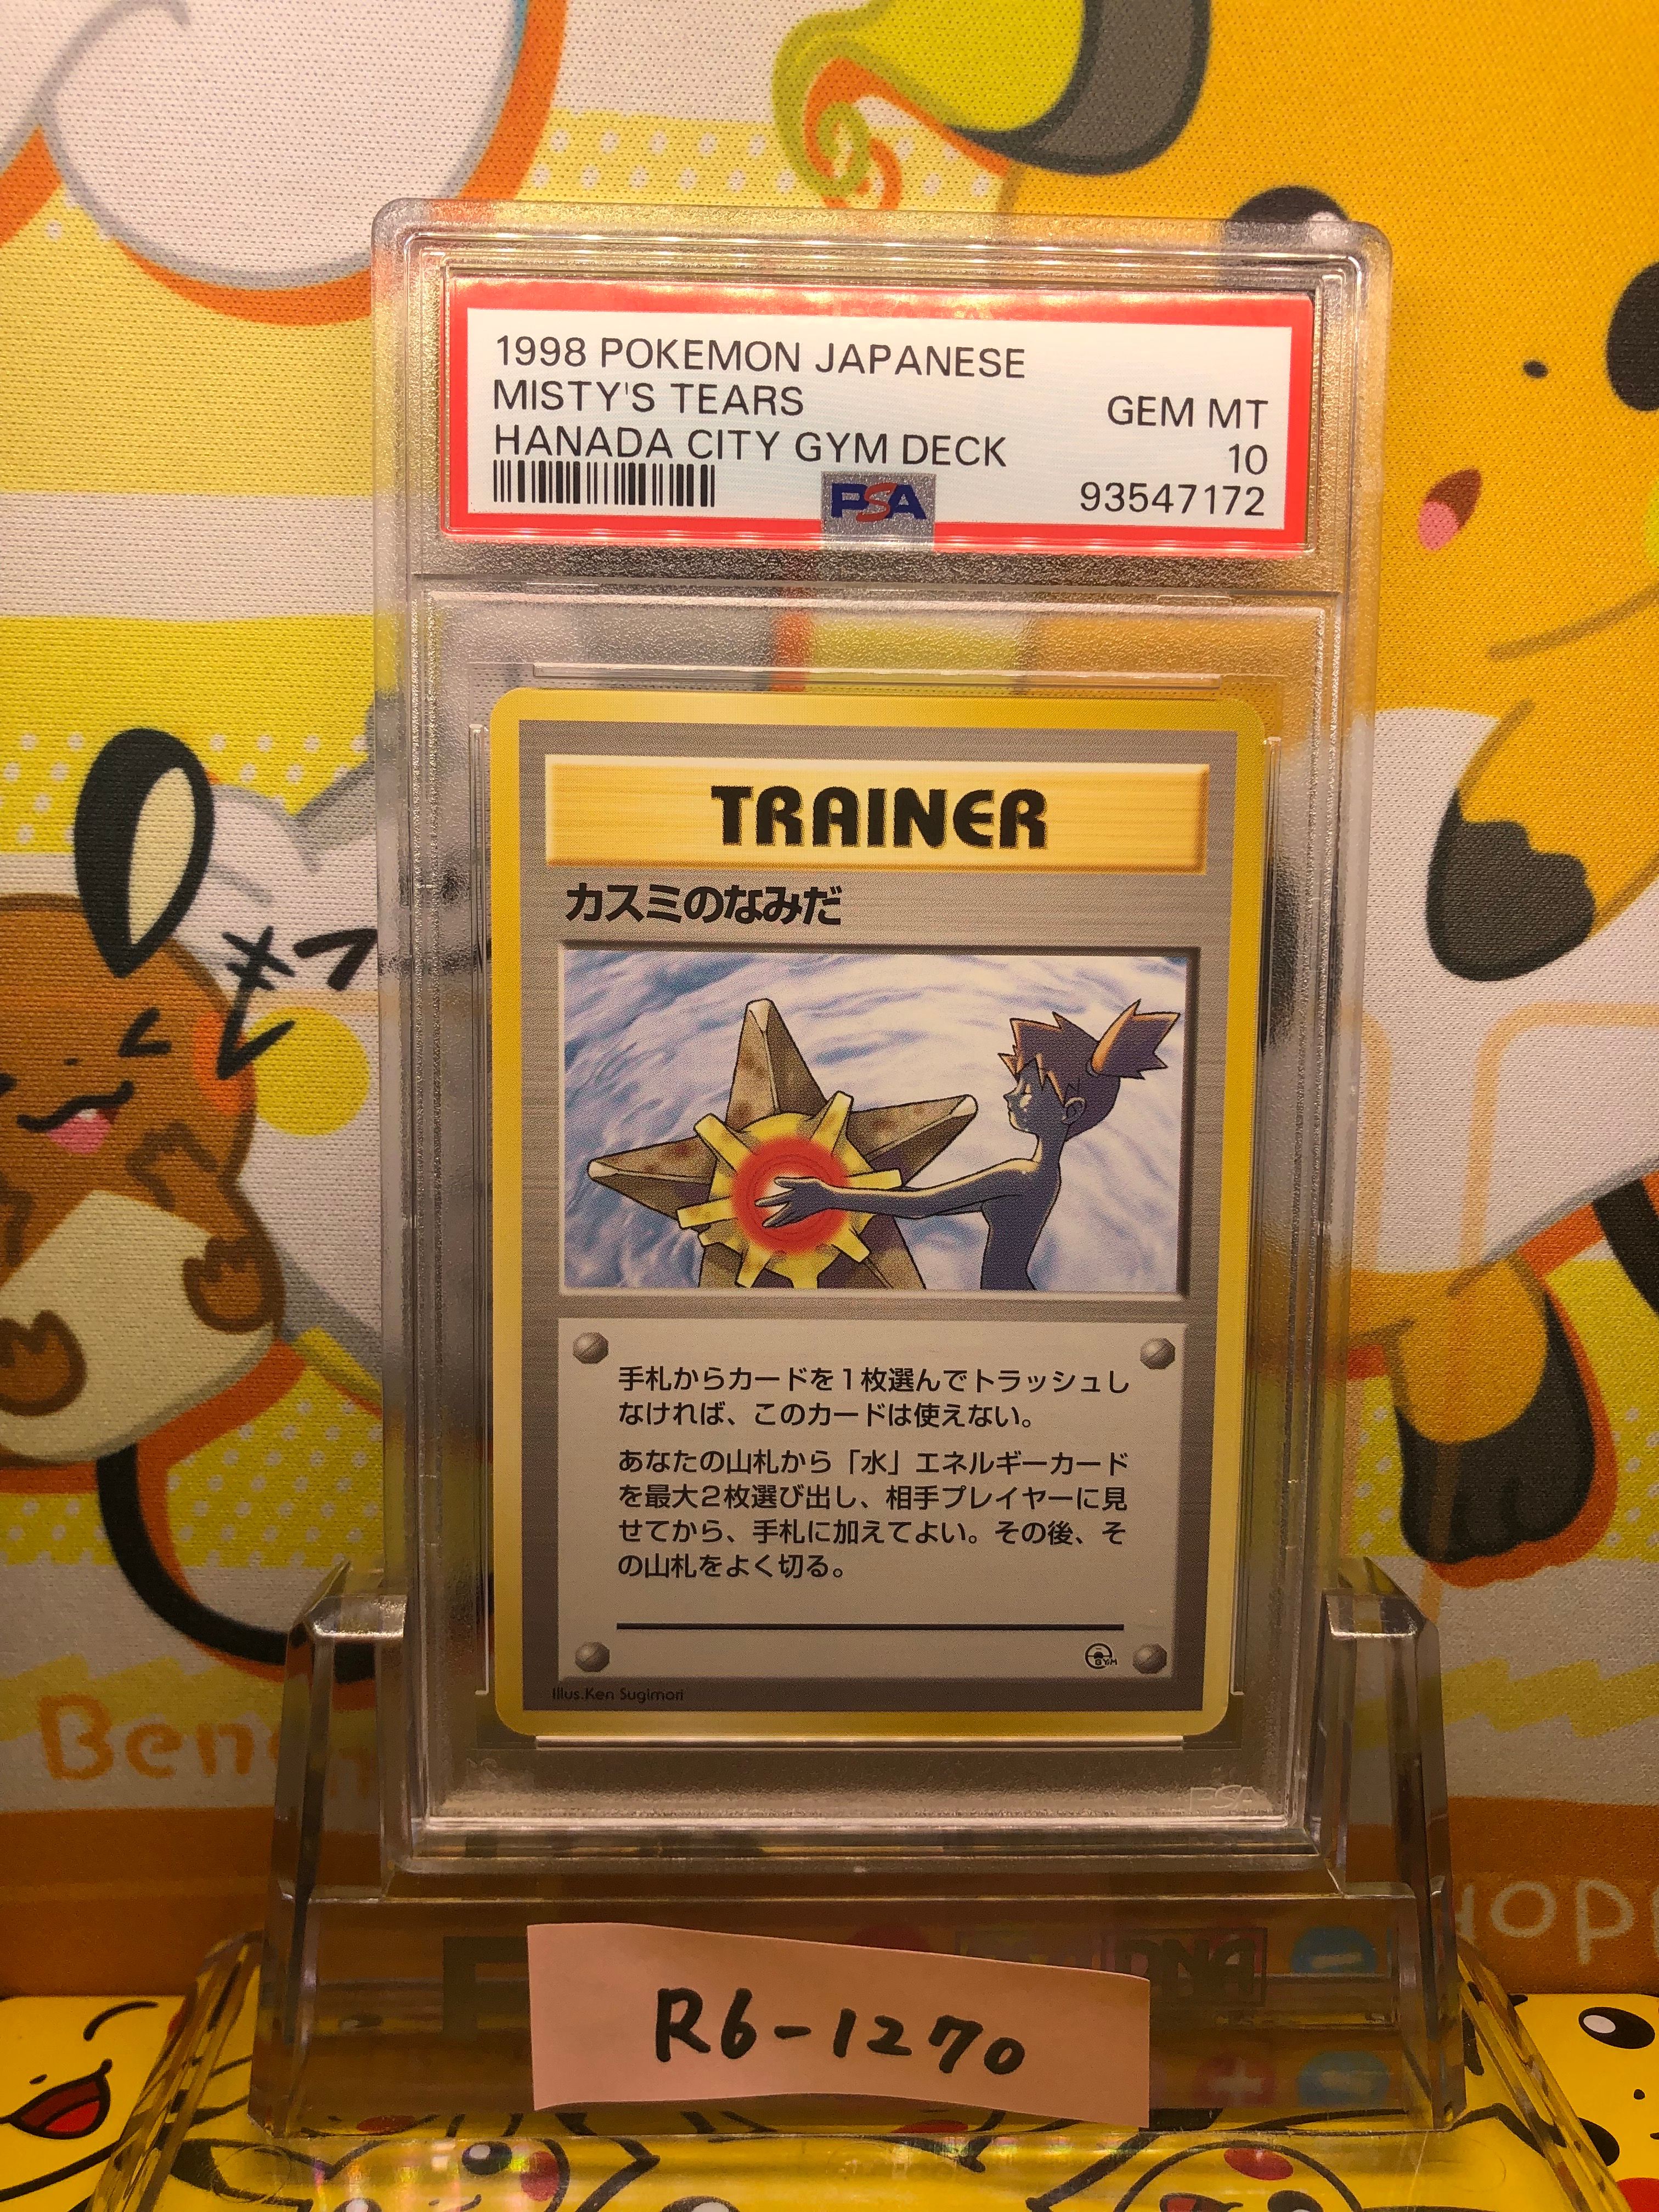 1998 POKEMON JAPANESE
MISTY'S TEARS
HANADA CITY GYM DECK
GEM MT
10
93547172
PSA
TRAINER
カスミのなみだ
手札からカードを1枚選んでトラッシュし
なければ、このカードは使えない。
あなたの山札から「水」エネルギーカード
を最大2枚選び出し、相手プレイヤーに見
せてから、手札に加えてよい。その後、そ
の山札をよく切る。
GYM
Illus.Ken Sugimori
PSA
R6-1270
DNA